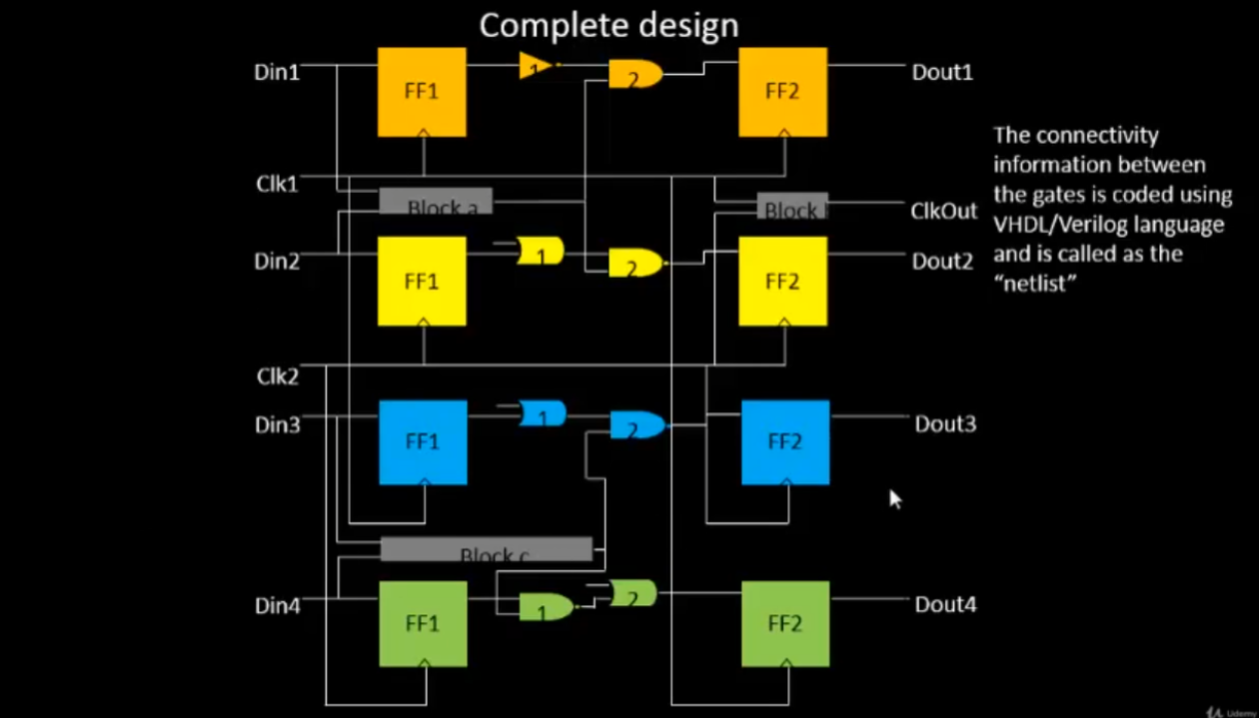 Complete design
Din1
FF1
1
2
FF2
Dout1
The connectivity
information between
the gates is coded using
VHDL/Verilog language
and is called as the
“netlist”
Clk1
Block a
Block
ClkOut
Din2
FF1
1
2
FF2
Dout2
Clk2
Din3
FF1
1
2
FF2
Dout3
Block c
Din4
FF1
1
2
FF2
Dout4
Udemy